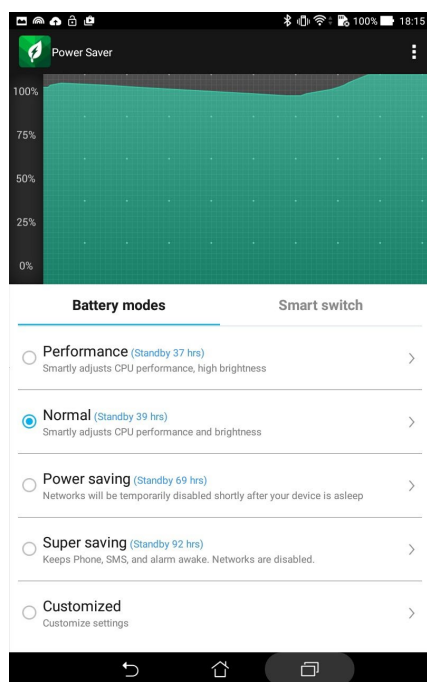 100% 18:15
Power Saver
100%
75%
50%
25%
0%
Battery modes
Smart switch
Performance (Standby 37 hrs)
Smartly adjusts CPU performance, high brightness
Normal (Standby 39 hrs)
Smartly adjusts CPU performance and brightness
Power saving (Standby 69 hrs)
Networks will be temporarily disabled shortly after your device is asleep
Super saving (Standby 92 hrs)
Keeps Phone, SMS, and alarm awake. Networks are disabled.
Customized
Customize settings